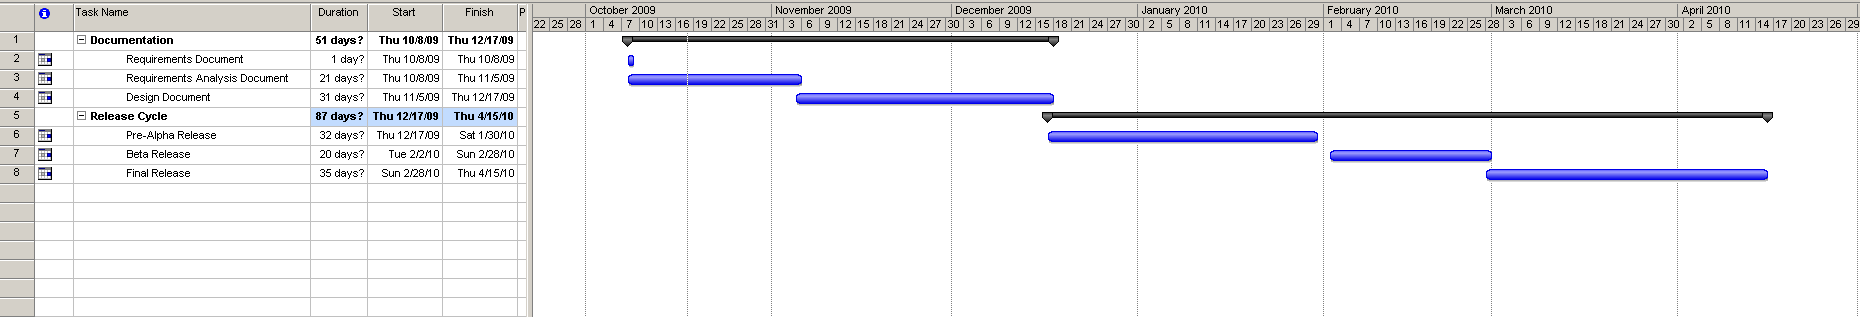 October 2009 November 2009 December 2009 January 2010 February 2010 March 2010 April 2010
Task Name Duration Start Finish P 22 25 28 1 4 7 10 13 16 19 22 25 28 31 3 6 9 12 15 18 21 24 27 30 3 6 9 12 15 18 21 24 27 30 2 5 8 11 14 17 20 23 26 29 1 4 7 10 13 16 19 22 25 28 3 6 9 12 15 18 21 24 27 30 2 5 8 11 14 17 20 23 26 29
1 Documentation 51 days? Thu 10/8/09 Thu 12/17/09
2 Requirements Document 1 day? Thu 10/8/09 Thu 10/8/09
3 Requirements Analysis Document 21 days? Thu 10/8/09 Thu 11/5/09
4 Design Document 31 days? Thu 11/5/09 Thu 12/17/09
5 Release Cycle 87 days? Thu 12/17/09 Thu 4/15/10
6 Pre-Alpha Release 32 days? Thu 12/17/09 Sat 1/30/10
7 Beta Release 20 days? Tue 2/2/10 Sun 2/28/10
8 Final Release 35 days? Sun 2/28/10 Thu 4/15/10